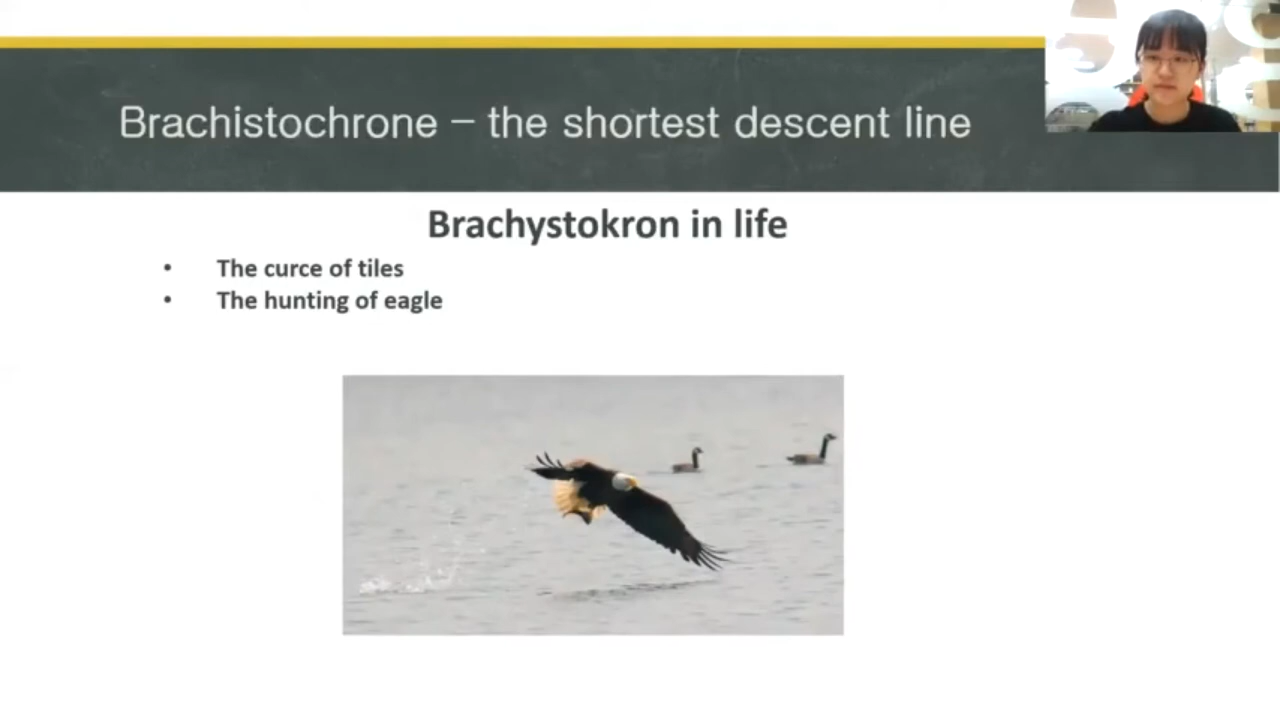 Brachistochrone – the shortest descent line
Brachystokron in life
• The curce of tiles
• The hunting of eagle